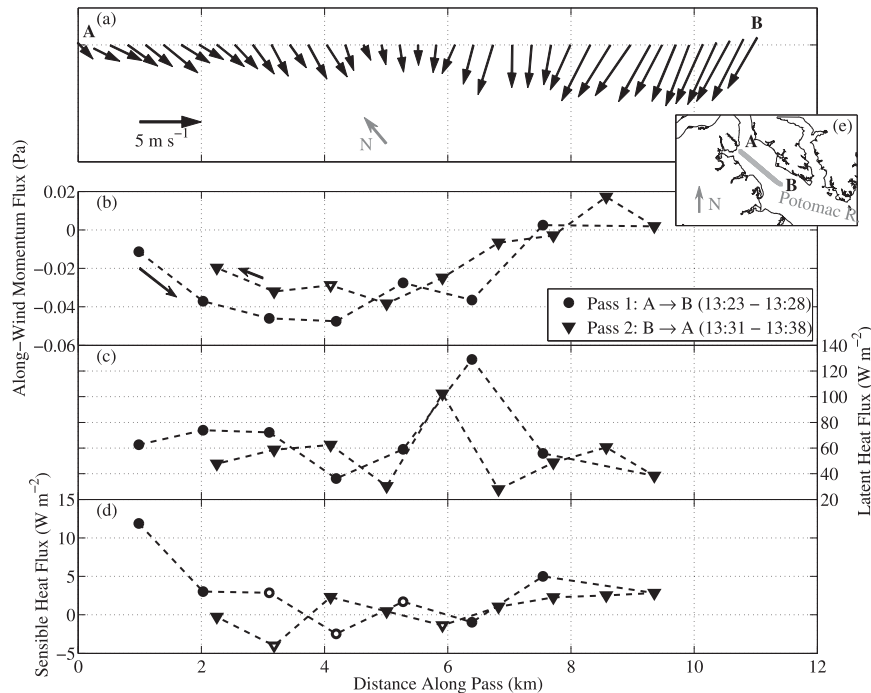 (a)
A
B
5 m s⁻¹
N
(e)
A
B
N
Potomac R.
Along−Wind Momentum Flux (Pa)
0.02
0
−0.02
−0.04
−0.06
(b)
Pass 1: A → B (13:23 − 13:28)
Pass 2: B → A (13:31 − 13:38)
(c)
140
120
100
80
60
40
20
Latent Heat Flux (W m⁻²)
Sensible Heat Flux (W m⁻²)
15
10
5
0
−5
(d)
0
2
4
6
8
10
12
Distance Along Pass (km)